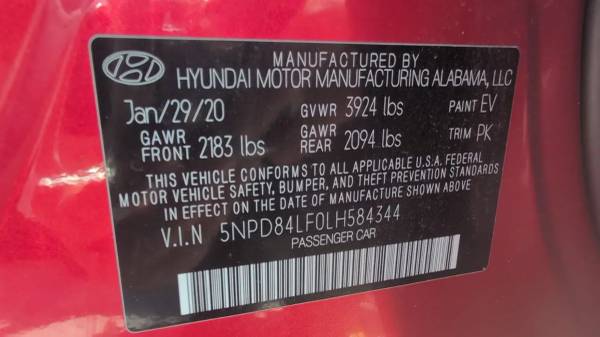 MANUFACTURED BY
HYUNDAI MOTOR MANUFACTURING ALABAMA, LLC
Jan/29/20 GVWR 3924 lbs PAINT EV
GAWR FRONT 2183 lbs GAWR REAR 2094 lbs TRIM PK
THIS VEHICLE CONFORMS TO ALL APPLICABLE U.S.A. FEDERAL
MOTOR VEHICLE SAFETY, BUMPER, AND THEFT PREVENTION STANDARDS
IN EFFECT ON THE DATE OF MANUFACTURE SHOWN ABOVE
V.I.N 5NPD84LF0LH584344
PASSENGER CAR